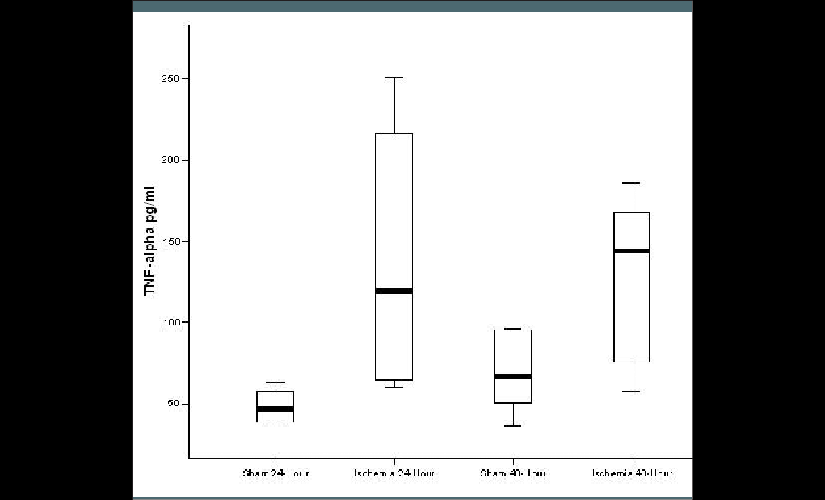 250
200
150
100
50
TNF-alpha pg/ml
Sham 24-Hour
Ischemia 24-Hour
Sham 48-Hour
Ischemia 48-Hour